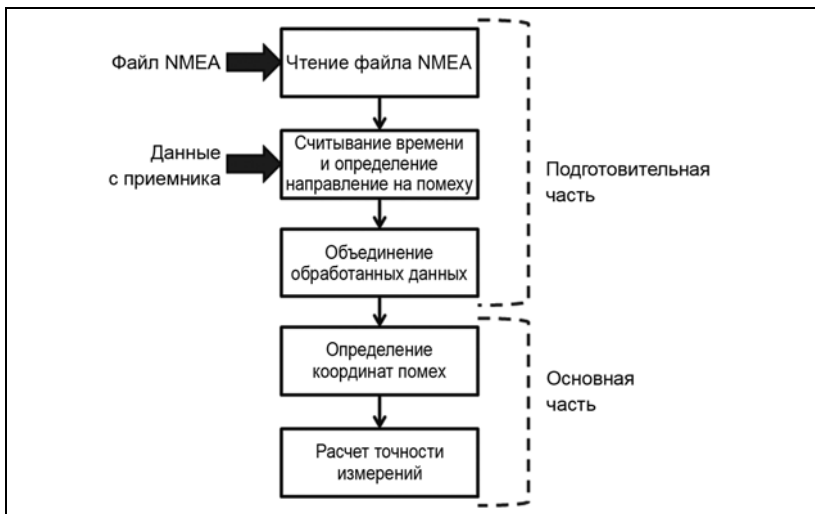 Файл NMEA
Чтение файла NMEA
Данные
с приемника
Считывание времени
и определение
направление на помеху
Объединение
обработанных данных
Подготовительная
часть
Определение
координат помех
Расчет точности
измерений
Основная
часть